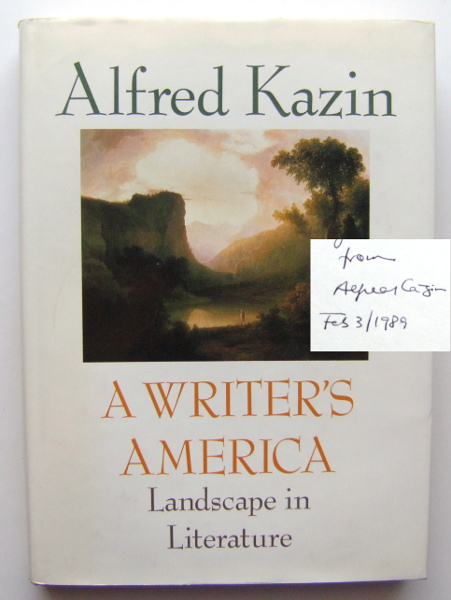 Alfred Kazin
from
Alfred Kazin
Feb 3/1989
A WRITER'S
AMERICA
Landscape in
Literature